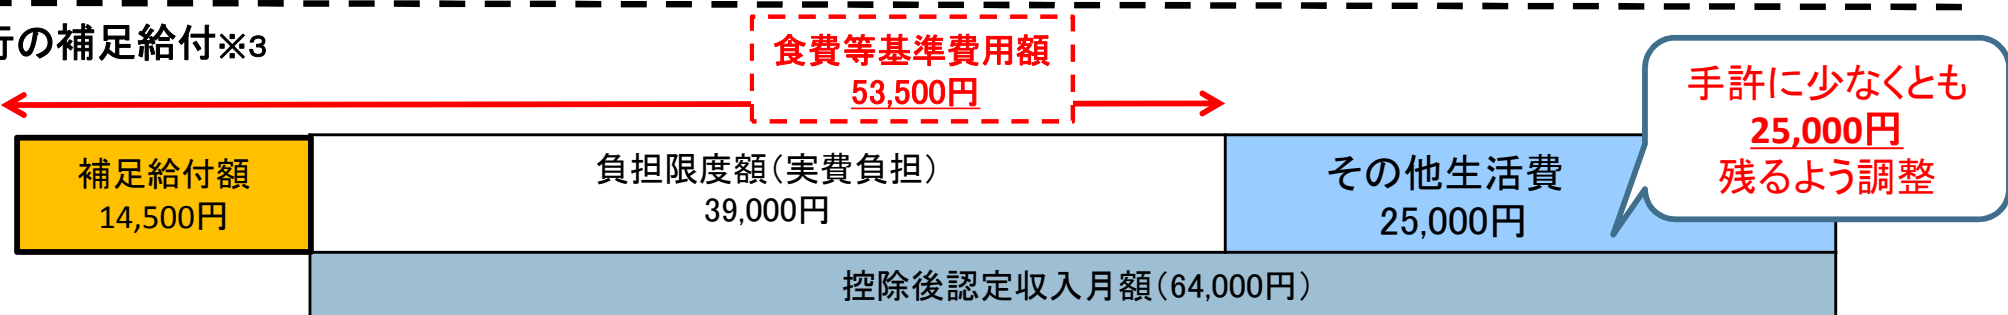 行の補足給付※3
食費等基準費用額
53,500円
手許に少なくとも
25,000円
残るよう調整
補足給付額
14,500円
負担限度額(実費負担)
39,000円
その他生活費
25,000円
控除後認定収入月額(64,000円)